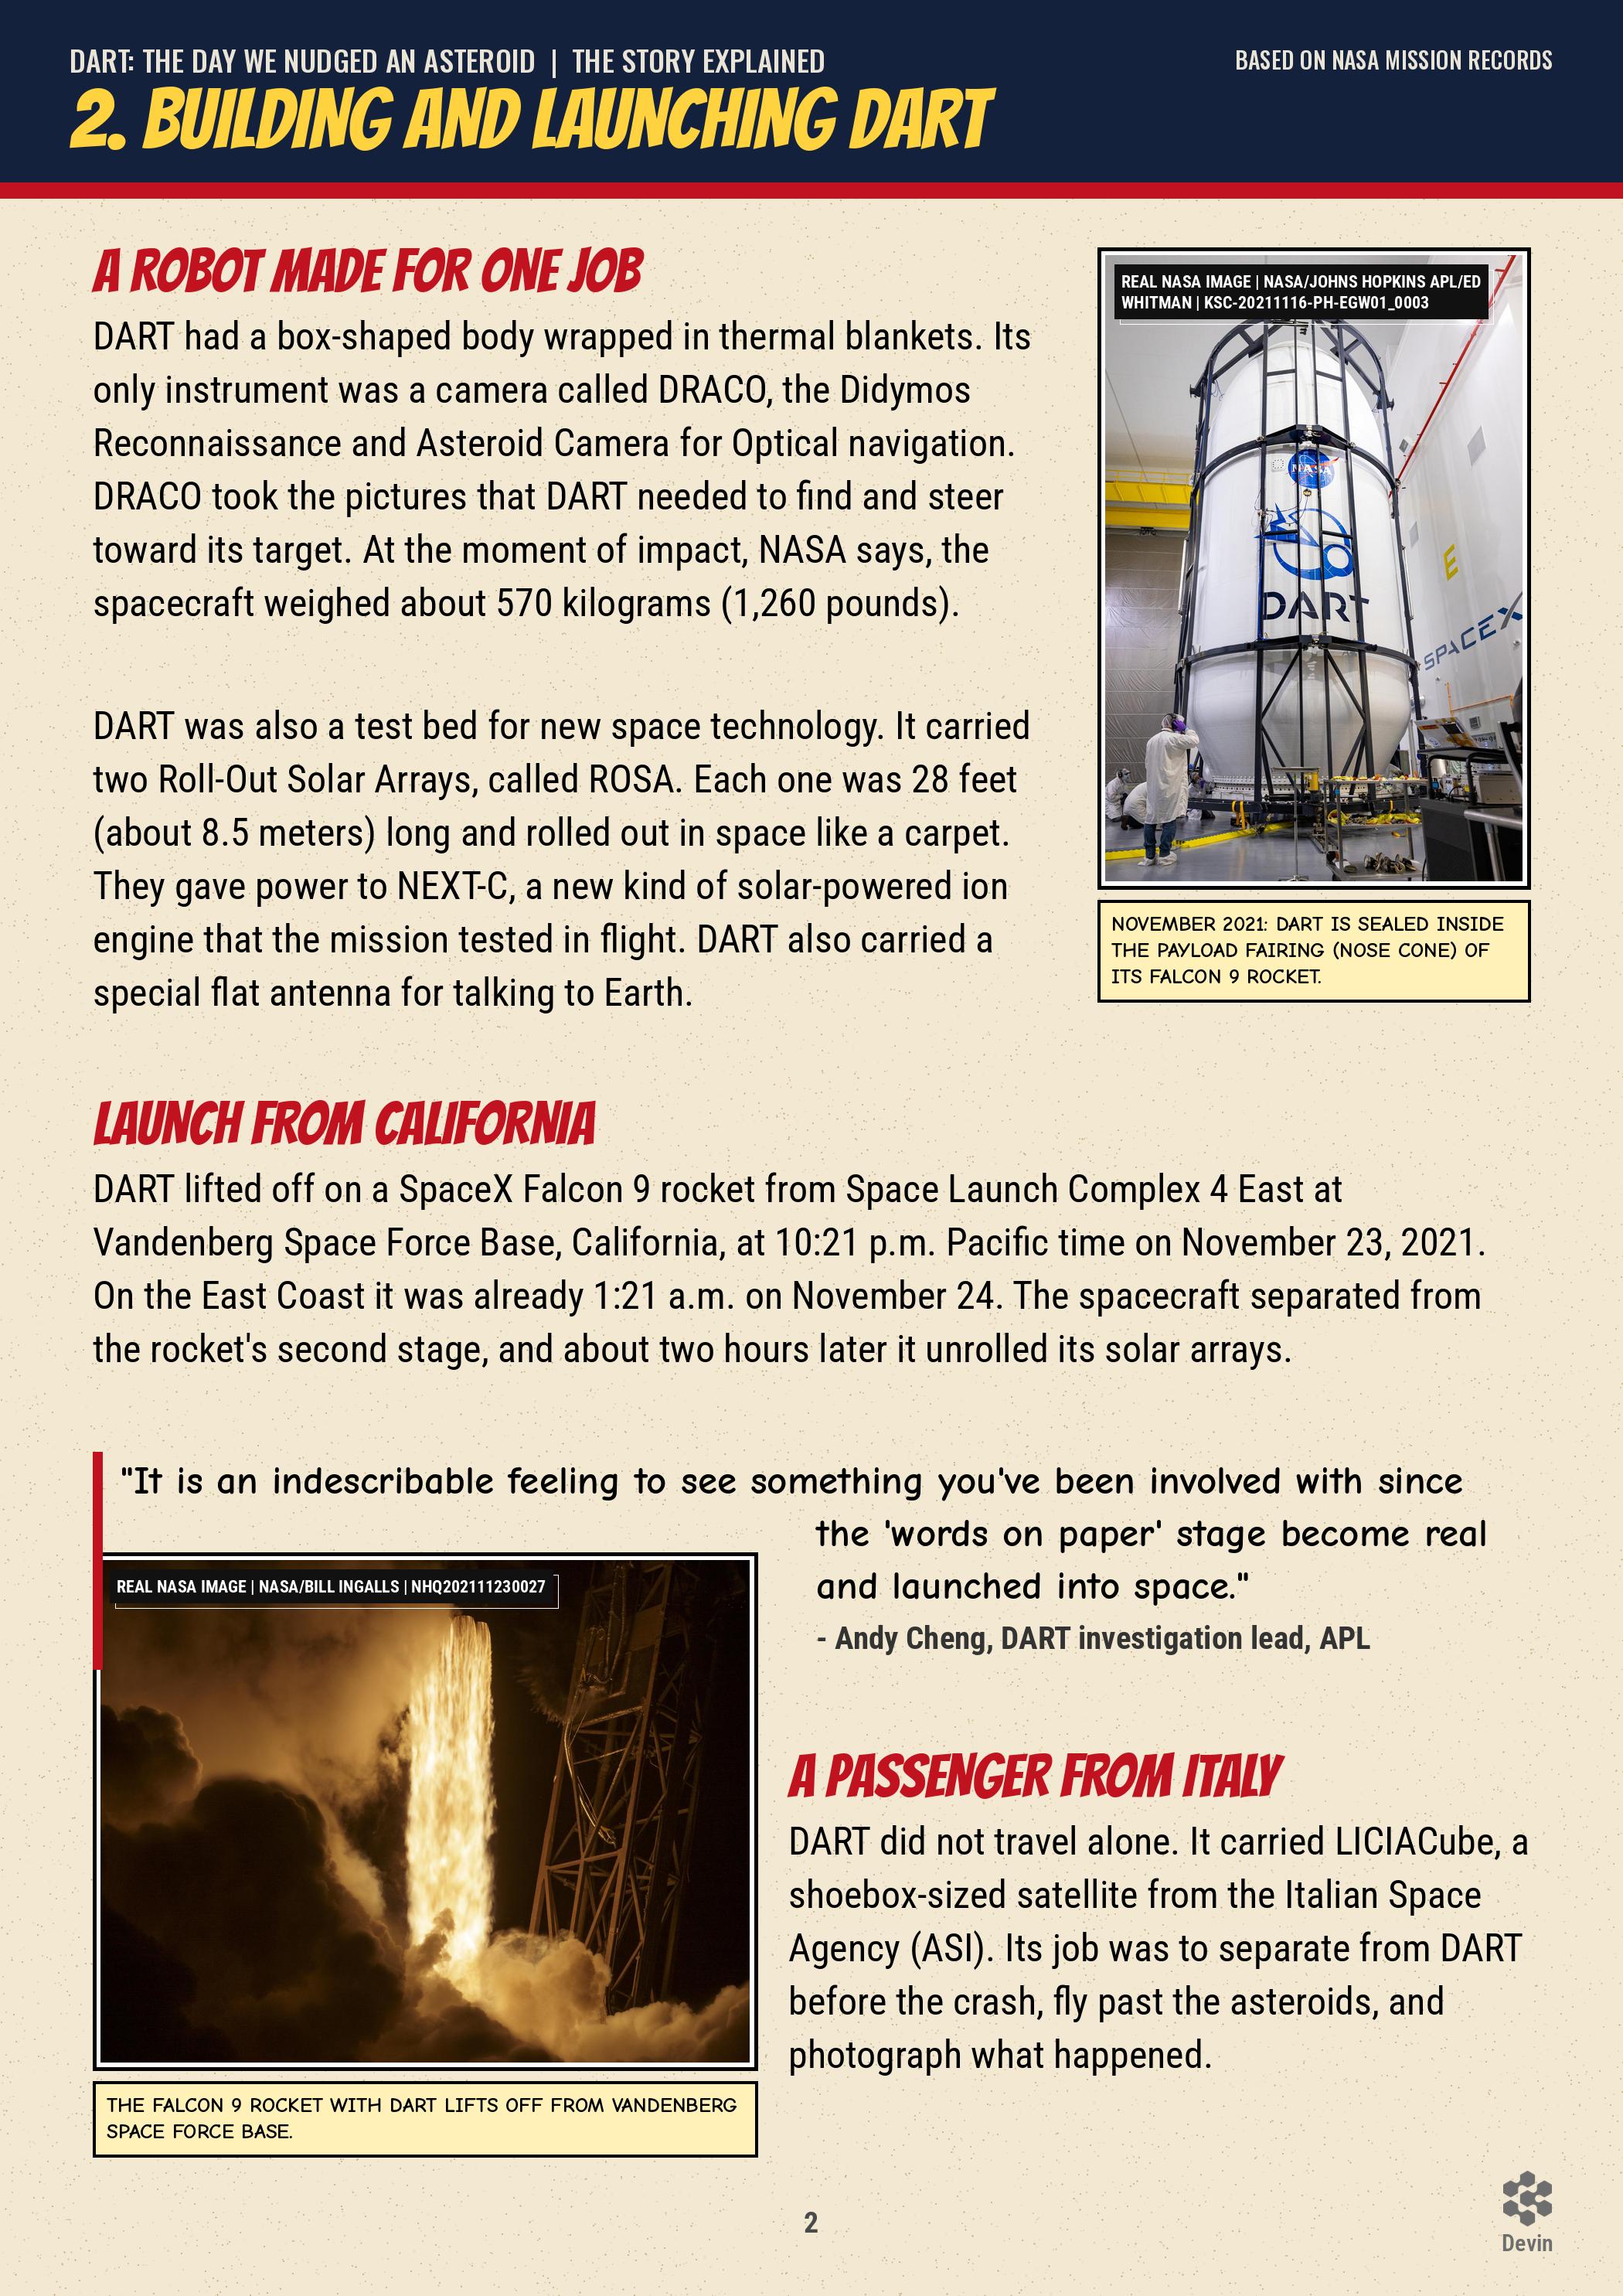 DART: THE DAY WE NUDGED AN ASTEROID | THE STORY EXPLAINED
BASED ON NASA MISSION RECORDS
2. BUILDING AND LAUNCHING DART
A ROBOT MADE FOR ONE JOB
DART had a box-shaped body wrapped in thermal blankets. Its
only instrument was a camera called DRACO, the Didymos
Reconnaissance and Asteroid Camera for Optical navigation.
DRACO took the pictures that DART needed to find and steer
toward its target. At the moment of impact, NASA says, the
spacecraft weighed about 570 kilograms (1,260 pounds).
DART was also a test bed for new space technology. It carried
two Roll-Out Solar Arrays, called ROSA. Each one was 28 feet
(about 8.5 meters) long and rolled out in space like a carpet.
They gave power to NEXT-C, a new kind of solar-powered ion
engine that the mission tested in flight. DART also carried a
special flat antenna for talking to Earth.
REAL NASA IMAGE | NASA/JOHNS HOPKINS APL/ED
WHITMAN | KSC-20211116-PH-EGW01_0003
NASA
DART
E
SPACEX
NOVEMBER 2021: DART IS SEALED INSIDE
THE PAYLOAD FAIRING (NOSE CONE) OF
ITS FALCON 9 ROCKET.
LAUNCH FROM CALIFORNIA
DART lifted off on a SpaceX Falcon 9 rocket from Space Launch Complex 4 East at
Vandenberg Space Force Base, California, at 10:21 p.m. Pacific time on November 23, 2021.
On the East Coast it was already 1:21 a.m. on November 24. The spacecraft separated from
the rocket's second stage, and about two hours later it unrolled its solar arrays.
"It is an indescribable feeling to see something you've been involved with since
the 'words on paper' stage become real
and launched into space."
- Andy Cheng, DART investigation lead, APL
REAL NASA IMAGE | NASA/BILL INGALLS | NHQ202111230027
THE FALCON 9 ROCKET WITH DART LIFTS OFF FROM VANDENBERG
SPACE FORCE BASE.
A PASSENGER FROM ITALY
DART did not travel alone. It carried LICIACube, a
shoebox-sized satellite from the Italian Space
Agency (ASI). Its job was to separate from DART
before the crash, fly past the asteroids, and
photograph what happened.
2
Devin